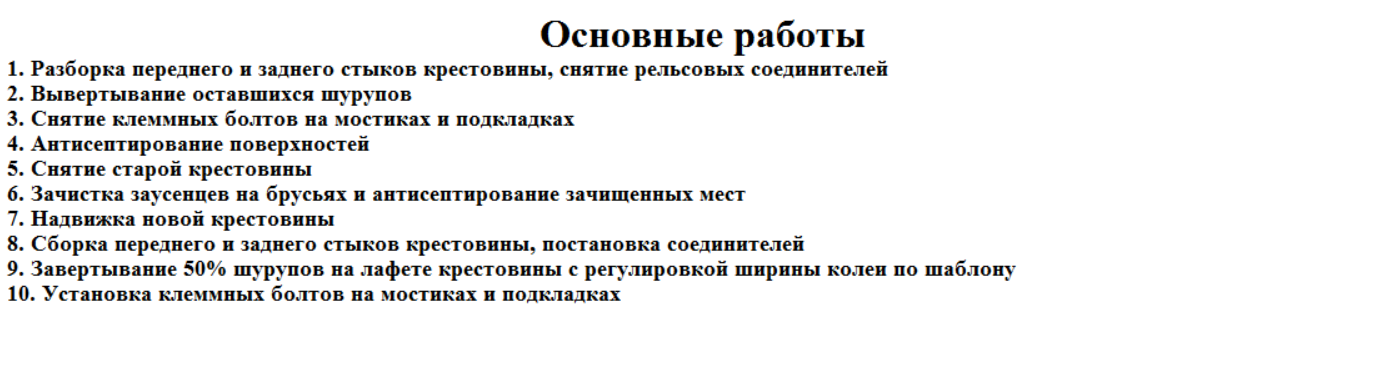 Основные работы
1. Разборка переднего и заднего стыков крестовины, снятие рельсовых соединителей
2. Вывертывание оставшихся шурупов
3. Снятие клеммных болтов на мостиках и подкладках
4. Антисептирование поверхностей
5. Снятие старой крестовины
6. Зачистка заусенцев на брусьях и антисептирование зачищенных мест
7. Надвижка новой крестовины
8. Сборка переднего и заднего стыков крестовины, постановка соединителей
9. Завертывание 50% шурупов на лафете крестовины с регулировкой ширины колеи по шаблону
10. Установка клеммных болтов на мостиках и подкладках